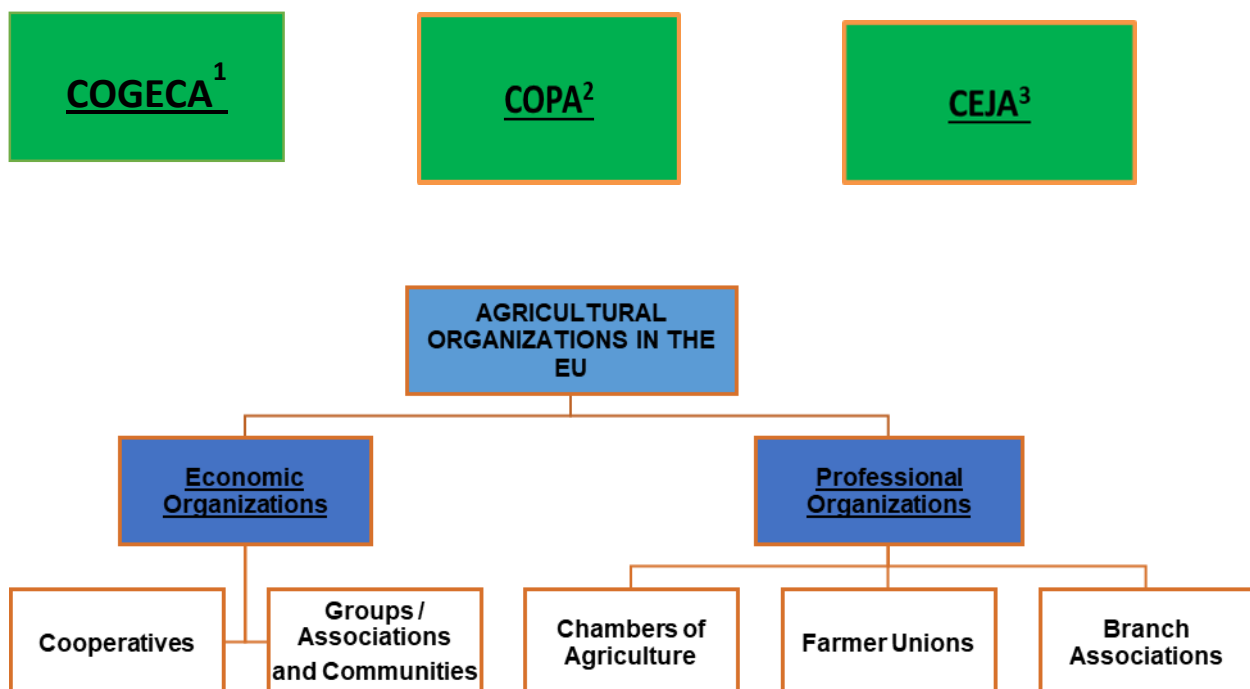 COGECA¹
COPA²
CEJA³
AGRICULTURAL
ORGANIZATIONS IN THE
EU
Economic
Organizations
Professional
Organizations
Cooperatives
Groups /
Associations
and Communities
Chambers of
Agriculture
Farmer Unions
Branch
Associations